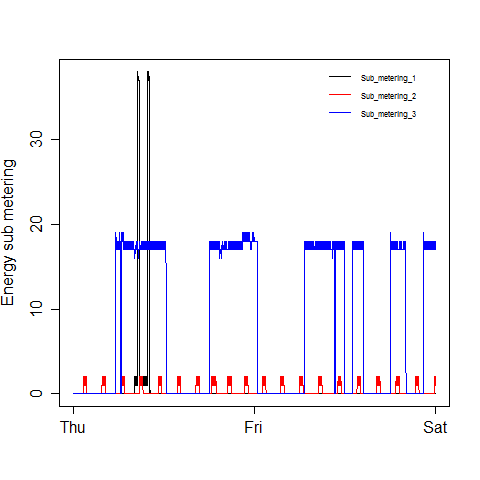 Sub_metering_1
Sub_metering_2
Sub_metering_3
Energy sub metering
30
20
10
0
Thu Fri Sat